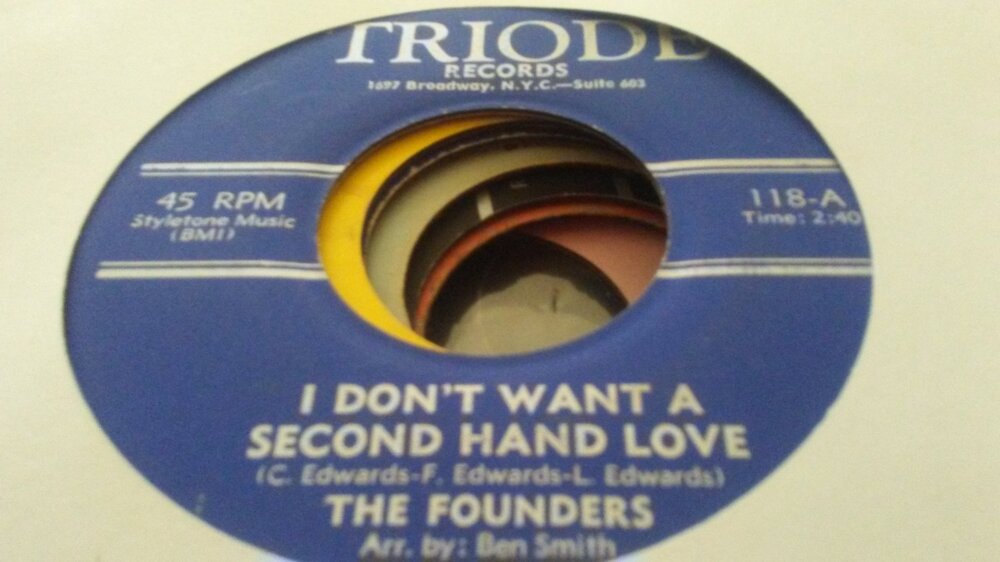 TRIODE
RECORDS
1697 Broadway, N.Y.C.—Suite 603
45 RPM
Styletone Music
(BMI)
118-A
Time: 2:40
I DON'T WANT A
SECOND HAND LOVE
(C. Edwards-F. Edwards-L. Edwards)
THE FOUNDERS
Arr. by: Ben Smith